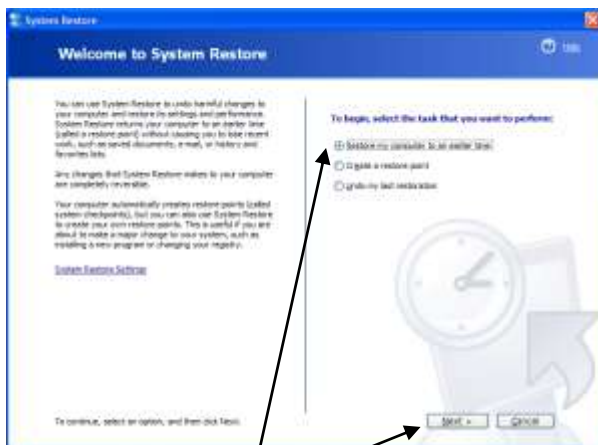 System Restore
Welcome to System Restore
Help
You can use System Restore to undo harmful changes to
your computer and restore its settings and performance.
System Restore returns your computer to an earlier time
(called a restore point) without causing you to lose recent
work, such as saved documents, e-mail, or history and
favorites lists.
Any changes that System Restore makes to your computer
are completely reversible.
Your computer automatically creates restore points (called
system checkpoints), but you can also use System Restore
to create your own restore points. This is useful if you are
about to make a major change to your system, such as
installing a new program or changing your registry.
System Restore Settings
To begin, select the task that you want to perform:
Restore my computer to an earlier time
Create a restore point
Undo my last restoration
To continue, select an option, and then click Next.
Next >
Cancel